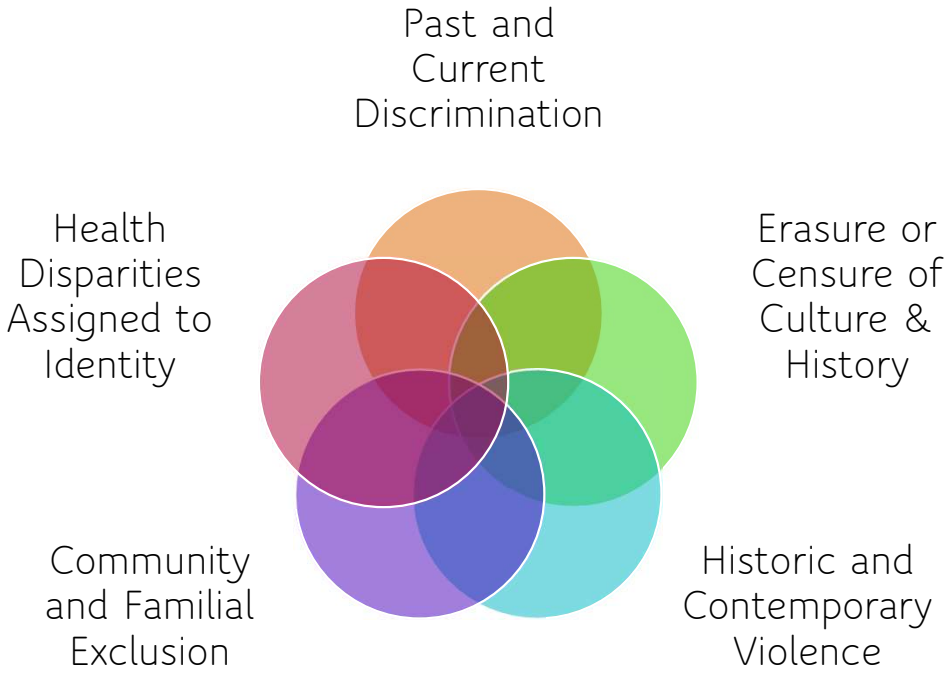 Past and
Current
Discrimination
Erasure or
Censure of
Culture &
History
Historic and
Contemporary
Violence
Community
and Familial
Exclusion
Health
Disparities
Assigned to
Identity